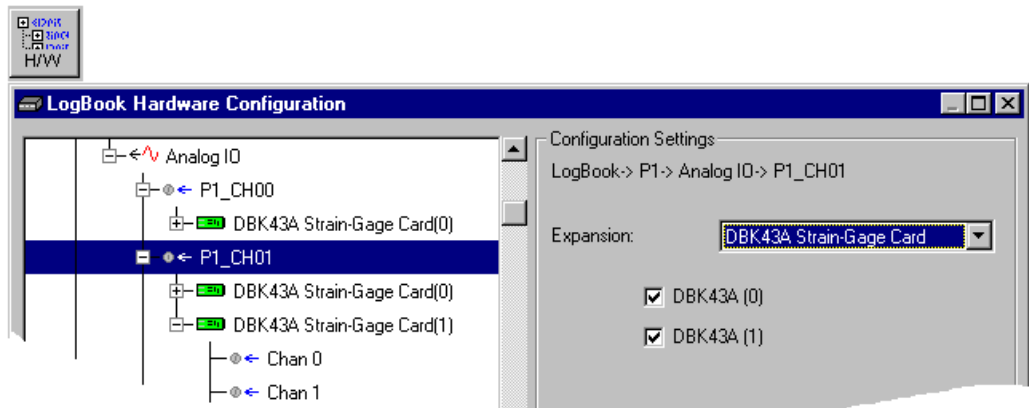 H/W
LogBook Hardware Configuration
Analog IO
P1_CH00
DBK43A Strain-Gage Card(0)
P1_CH01
DBK43A Strain-Gage Card(0)
DBK43A Strain-Gage Card(1)
Chan 0
Chan 1
Configuration Settings
LogBook-> P1-> Analog IO-> P1_CH01
Expansion:
DBK43A Strain-Gage Card
DBK43A (0)
DBK43A (1)